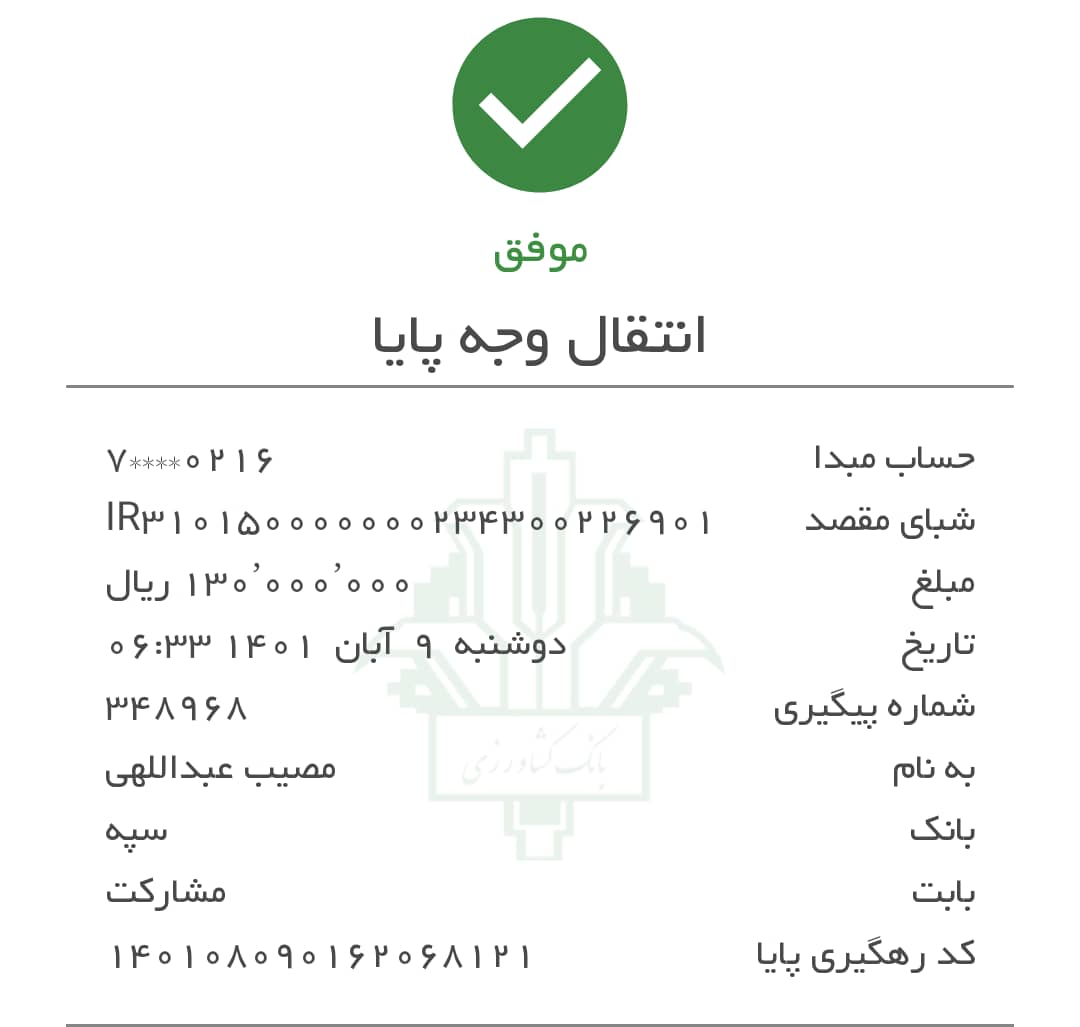 موفق
انتقال وجه پایا
حساب مبدا ۷****۰۲۱۶
شبای مقصد IR۳۱۰۱۵۰۰۰۰۰۰۰۲۳۴۳۰۰۲۲۶۹۰۱
مبلغ ۱۳۰٬۰۰۰٬۰۰۰ ریال
تاریخ دوشنبه ۹ آبان ۱۴۰۱ ۰۶:۳۳
شماره پیگیری ۳۴۸۹۶۸
به نام مصیب عبداللهی
بانک سپه
بابت مشارکت
کد رهگیری پایا ۱۴۰۱۰۸۰۹۰۱۶۲۰۶۸۱۲۱
بانک کشاورزی